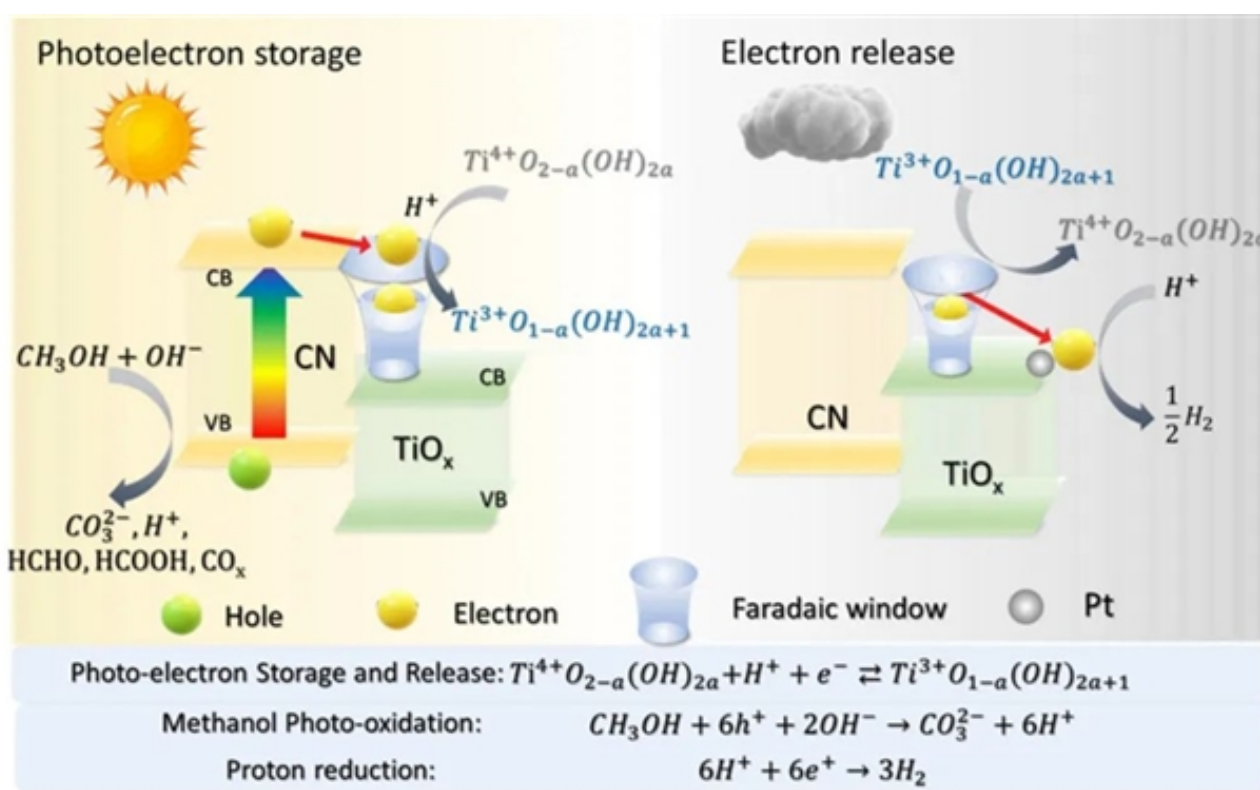 Photoelectron storage
Electron release
Ti⁴⁺O₂₋ₐ(OH)₂ₐ
H⁺
CB
Ti³⁺O₁₋ₐ(OH)₂ₐ₊₁
CH₃OH + OH⁻
CN
CB
VB
TiOₓ
VB
CO₃²⁻, H⁺,
HCHO, HCOOH, COₓ
Ti³⁺O₁₋ₐ(OH)₂ₐ₊₁
Ti⁴⁺O₂₋ₐ(OH)₂ₐ
H⁺
CN
½H₂
TiOₓ
Hole
Electron
Faradaic window
Pt
Photo-electron Storage and Release: Ti⁴⁺O₂₋ₐ(OH)₂ₐ+H⁺ + e⁻ ⇄ Ti³⁺O₁₋ₐ(OH)₂ₐ₊₁
Methanol Photo-oxidation: CH₃OH + 6h⁺ + 2OH⁻ → CO₃²⁻ + 6H⁺
Proton reduction: 6H⁺ + 6e⁺ → 3H₂